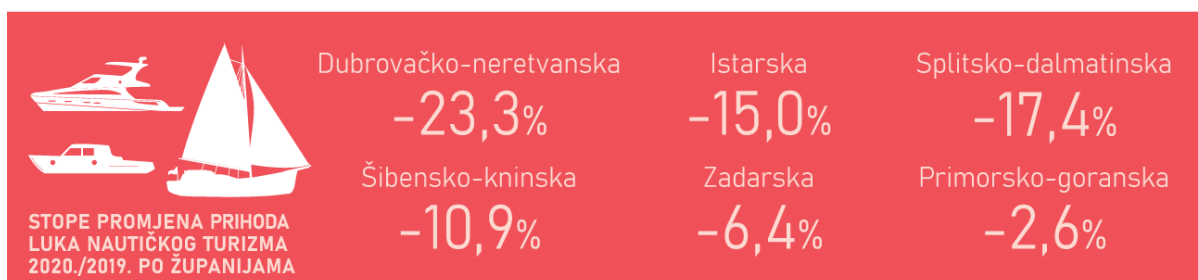 STOPE PROMJENA PRIHODA
LUKA NAUTIČKOG TURIZMA
2020./2019. PO ŽUPANIJAMA
Dubrovačko-neretvanska
-23,3%
Istarska
-15,0%
Splitsko-dalmatinska
-17,4%
Šibensko-kninska
-10,9%
Zadarska
-6,4%
Primorsko-goranska
-2,6%